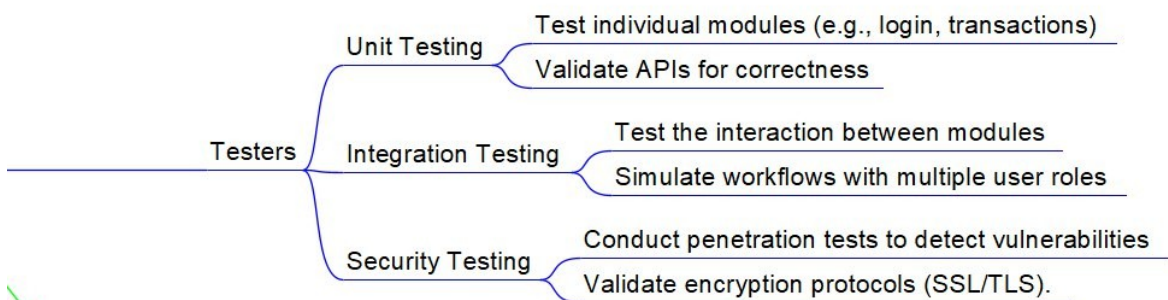 Testers
Unit Testing
Test individual modules (e.g., login, transactions)
Validate APIs for correctness
Integration Testing
Test the interaction between modules
Simulate workflows with multiple user roles
Security Testing
Conduct penetration tests to detect vulnerabilities
Validate encryption protocols (SSL/TLS).